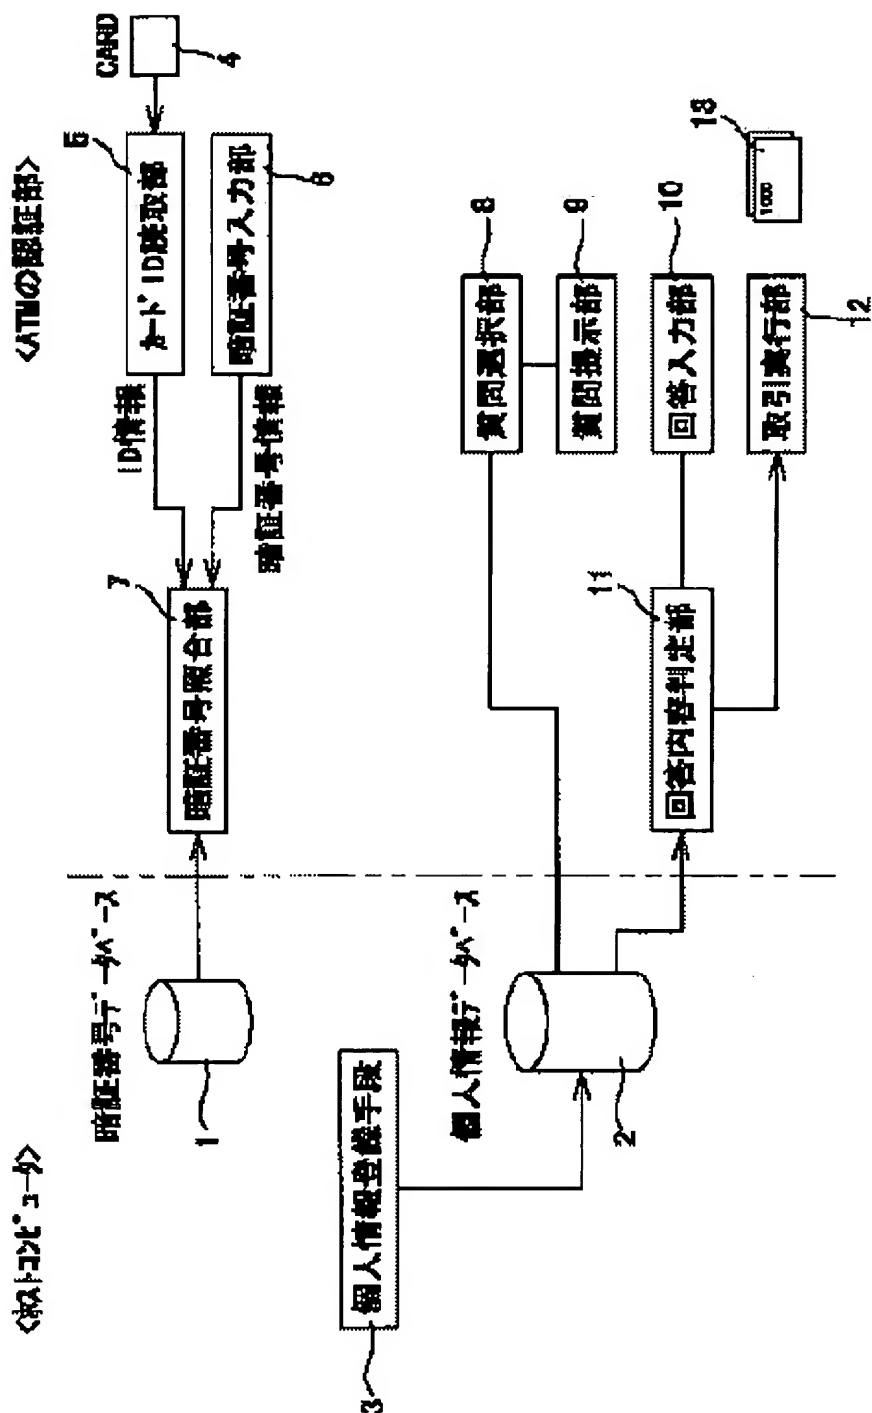 <ホストコンピュータ>
<ATMの認証部>
暗証番号データベース
1
暗証番号照合部
7
ID情報
暗証番号情報
カードID読取部
5
暗証番号入力部
6
CARD
4
個人情報登録手段
3
個人情報データベース
2
質問選択部
8
質問提示部
9
回答入力部
10
回答内容判定部
11
取引実行部
12
1000
13